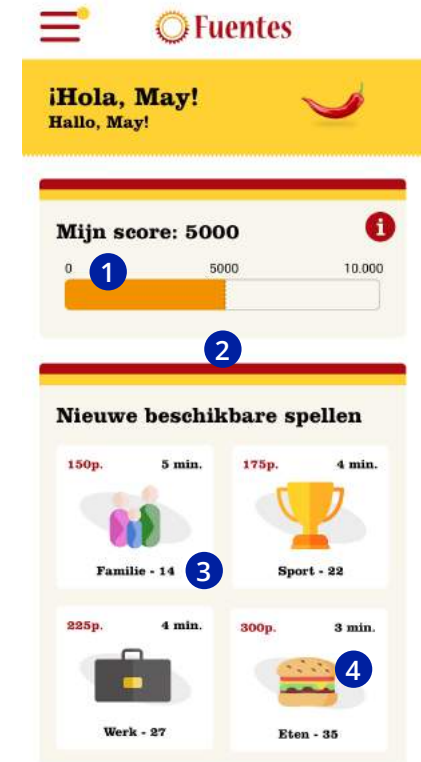 Fuentes
¡Hola, May!
Hallo, May!
Mijn score: 5000
i
0 5000 10.000
1
2
Nieuwe beschikbare spellen
150p. 5 min.
175p. 4 min.
Familie - 14
3
Sport - 22
225p. 4 min.
300p. 3 min.
4
Werk - 27
Eten - 35